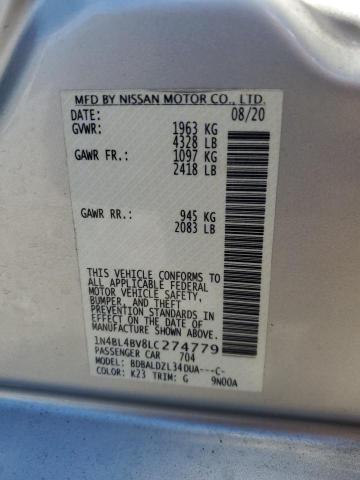 MFD BY NISSAN MOTOR CO., LTD.
DATE: 08/20
GVWR: 1963 KG
4328 LB
GAWR FR.: 1097 KG
2418 LB
GAWR RR.: 945 KG
2083 LB
THIS VEHICLE CONFORMS TO
ALL APPLICABLE FEDERAL
MOTOR VEHICLE SAFETY,
BUMPER, AND THEFT
PREVENTION STANDARDS IN
EFFECT ON THE DATE OF
MANUFACTURE SHOWN ABOVE.
1N4BL4BV8LC274779
PASSENGER CAR 704
MODEL: BDBALDZL34DUA---C-
COLOR: K23 TRIM: G 9N00A